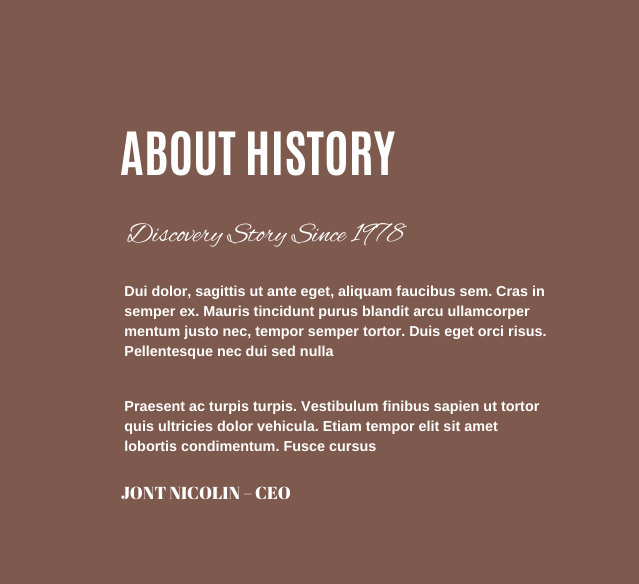 ABOUT HISTORY
Discovery Story Since 1978
Dui dolor, sagittis ut ante eget, aliquam faucibus sem. Cras in
semper ex. Mauris tincidunt purus blandit arcu ullamcorper
mentum justo nec, tempor semper tortor. Duis eget orci risus.
Pellentesque nec dui sed nulla
Praesent ac turpis turpis. Vestibulum finibus sapien ut tortor
quis ultricies dolor vehicula. Etiam tempor elit sit amet
lobortis condimentum. Fusce cursus
JONT NICOLIN – CEO